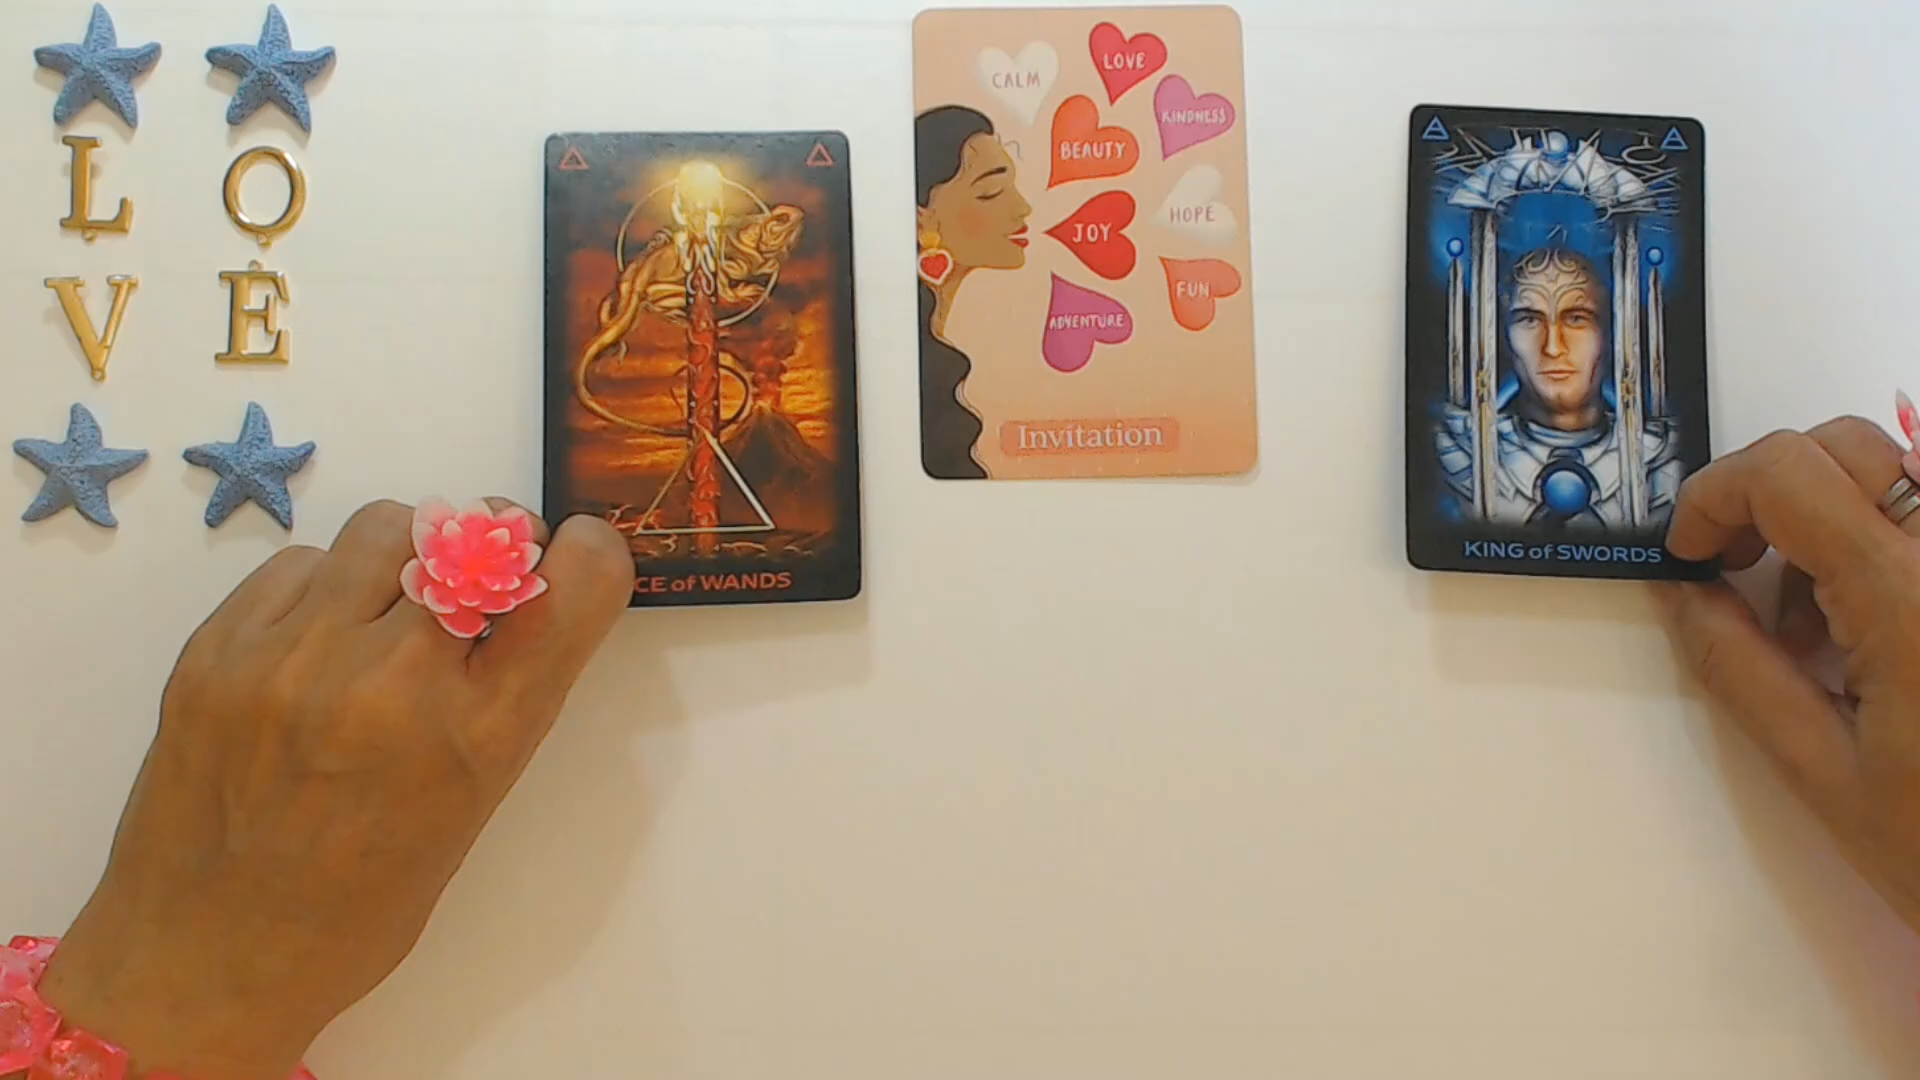 L O
V E
CE of WANDS
CALM
LOVE
KINDNESS
BEAUTY
HOPE
JOY
FUN
ADVENTURE
Invitation
KING of SWORDS